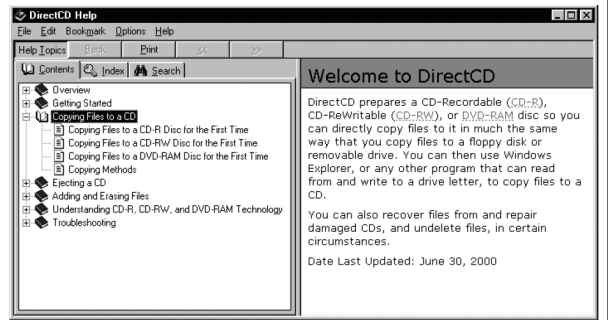 DirectCD Help
File Edit Bookmark Options Help
Help Topics Back Print << >>
Contents Index Search
Overview
Getting Started
Copying Files to a CD
Copying Files to a CD-R Disc for the First Time
Copying Files to a CD-RW Disc for the First Time
Copying Files to a DVD-RAM Disc for the First Time
Copying Methods
Ejecting a CD
Adding and Erasing Files
Understanding CD-R, CD-RW, and DVD-RAM Technology
Troubleshooting
Welcome to DirectCD
DirectCD prepares a CD-Recordable (CD-R),
CD-ReWritable (CD-RW), or DVD-RAM disc so you
can directly copy files to it in much the same
way that you copy files to a floppy disk or
removable drive. You can then use Windows
Explorer, or any other program that can read
from and write to a drive letter, to copy files to a
CD.
You can also recover files from and repair
damaged CDs, and undelete files, in certain
circumstances.
Date Last Updated: June 30, 2000